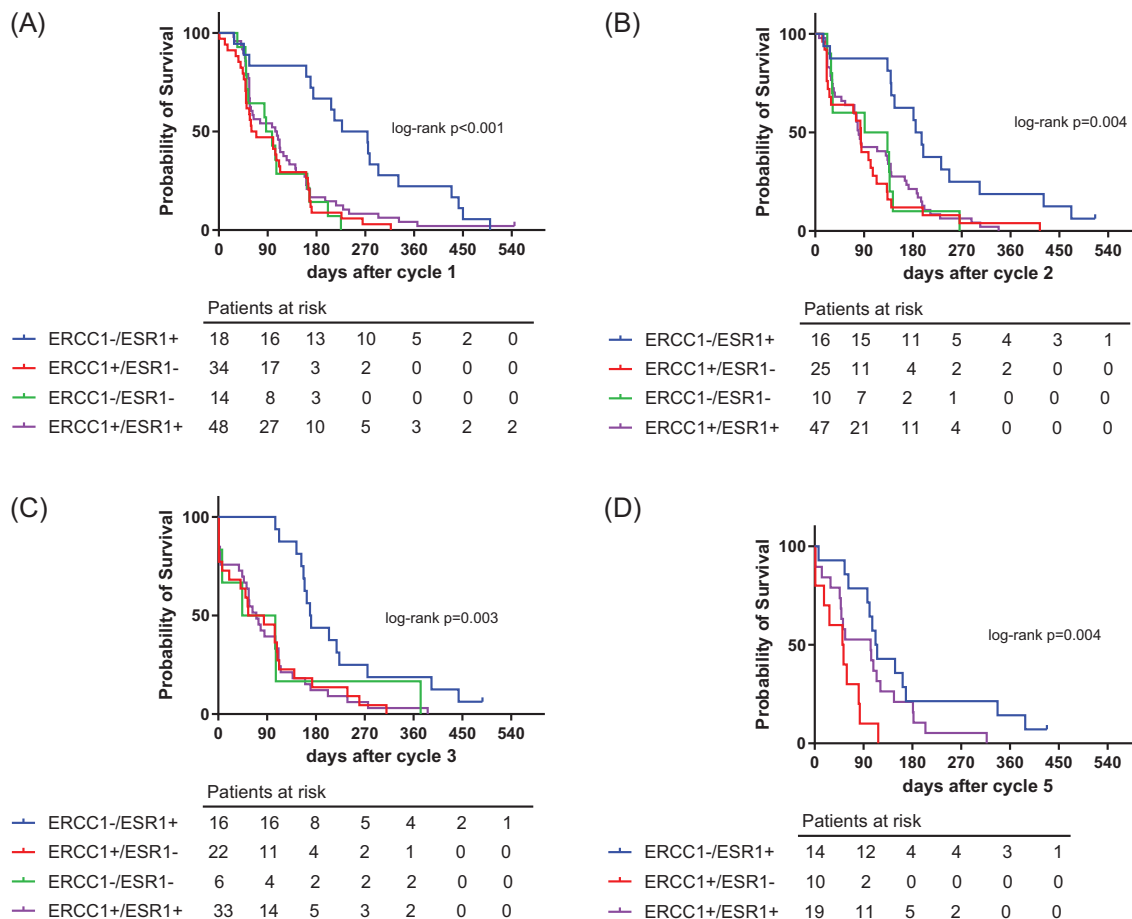 (A)
Probability of Survival
100
50
0
log-rank p<0.001
0 90 180 270 360 450 540
days after cycle 1
Patients at risk
ERCC1-/ESR1+ 18 16 13 10 5 2 0
ERCC1+/ESR1- 34 17 3 2 0 0 0
ERCC1-/ESR1- 14 8 3 0 0 0 0
ERCC1+/ESR1+ 48 27 10 5 3 2 2
(B)
Probability of Survival
100
50
0
log-rank p=0.004
0 90 180 270 360 450 540
days after cycle 2
Patients at risk
ERCC1-/ESR1+ 16 15 11 5 4 3 1
ERCC1+/ESR1- 25 11 4 2 2 0 0
ERCC1-/ESR1- 10 7 2 1 0 0 0
ERCC1+/ESR1+ 47 21 11 4 0 0 0
(C)
Probability of Survival
100
50
0
log-rank p=0.003
0 90 180 270 360 450 540
days after cycle 3
Patients at risk
ERCC1-/ESR1+ 16 16 8 5 4 2 1
ERCC1+/ESR1- 22 11 4 2 1 0 0
ERCC1-/ESR1- 6 4 2 2 2 0 0
ERCC1+/ESR1+ 33 14 5 3 2 0 0
(D)
Probability of Survival
100
50
0
log-rank p=0.004
0 90 180 270 360 450 540
days after cycle 5
Patients at risk
ERCC1-/ESR1+ 14 12 4 4 3 1
ERCC1+/ESR1- 10 2 0 0 0 0
ERCC1+/ESR1+ 19 11 5 2 0 0